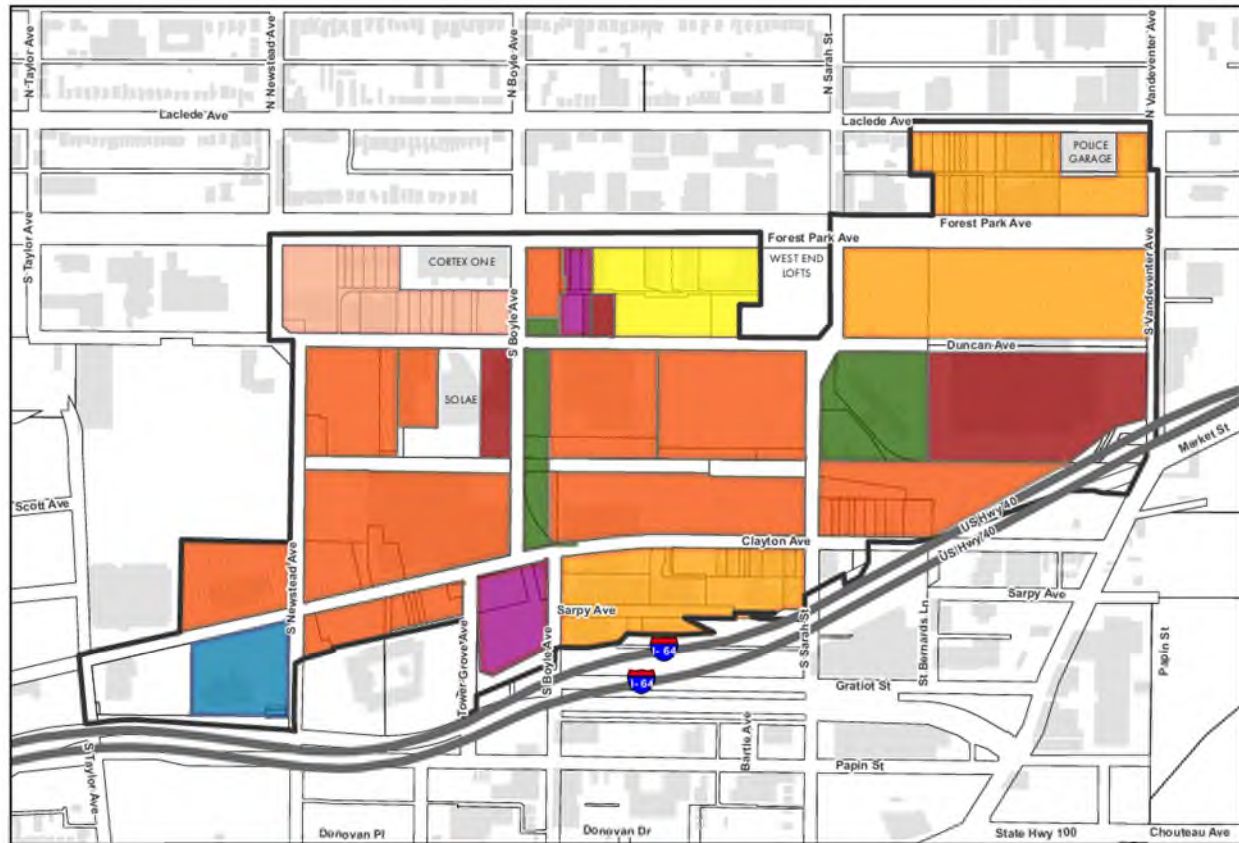 N Taylor Ave
N Newstead Ave
N Boyle Ave
N Sarah St
N Vandeventer Ave
Laclede Ave
Laclede Ave
POLICE
GARAGE
S Taylor Ave
Forest Park Ave
Forest Park Ave
CORTEX ONE
WEST END
LOFTS
S Boyle Ave
S Vandeventer Ave
Duncan Ave
SOLAE
Market St
Scott Ave
US Hwy 40
US Hwy 40
Clayton Ave
S Newstead Ave
Sarpy Ave
Sarpy Ave
Tower Grove Ave
S Boyle Ave
S Sarah St
St Bernards Ln
Papin St
I- 64
I- 64
Gratiot St
S Taylor Ave
Bartle Ave
Papin St
Donovan Pl
Donovan Dr
State Hwy 100
Chouteau Ave